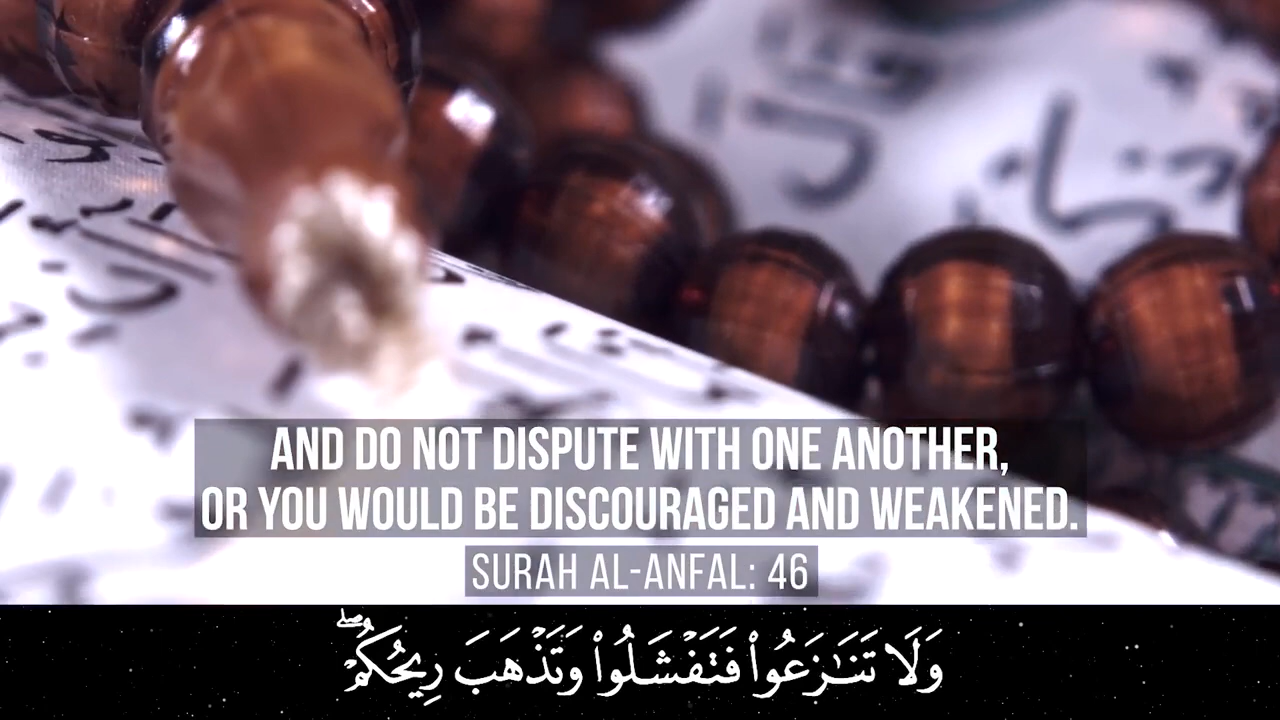 AND DO NOT DISPUTE WITH ONE ANOTHER,
OR YOU WOULD BE DISCOURAGED AND WEAKENED.
SURAH AL-ANFAL: 46
وَلَا تَنَـٰزَعُوا۟ فَتَفْشَلُوا۟ وَتَذْهَبَ رِيحُكُمْ ۖ